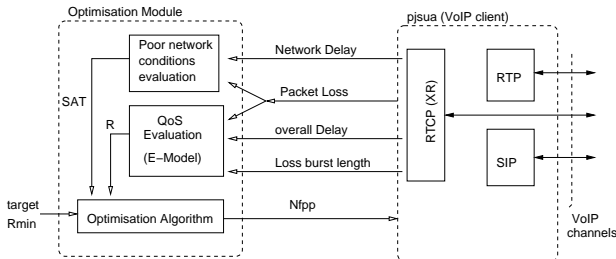 Optimisation Module
pjsua (VoIP client)
Poor network
conditions
evaluation
Network Delay
RTP
SAT
Packet Loss
RTCP (XR)
R
QoS
Evaluation
(E−Model)
overall Delay
SIP
Loss burst length
target
Rmin
Optimisation Algorithm
Nfpp
VoIP
channels